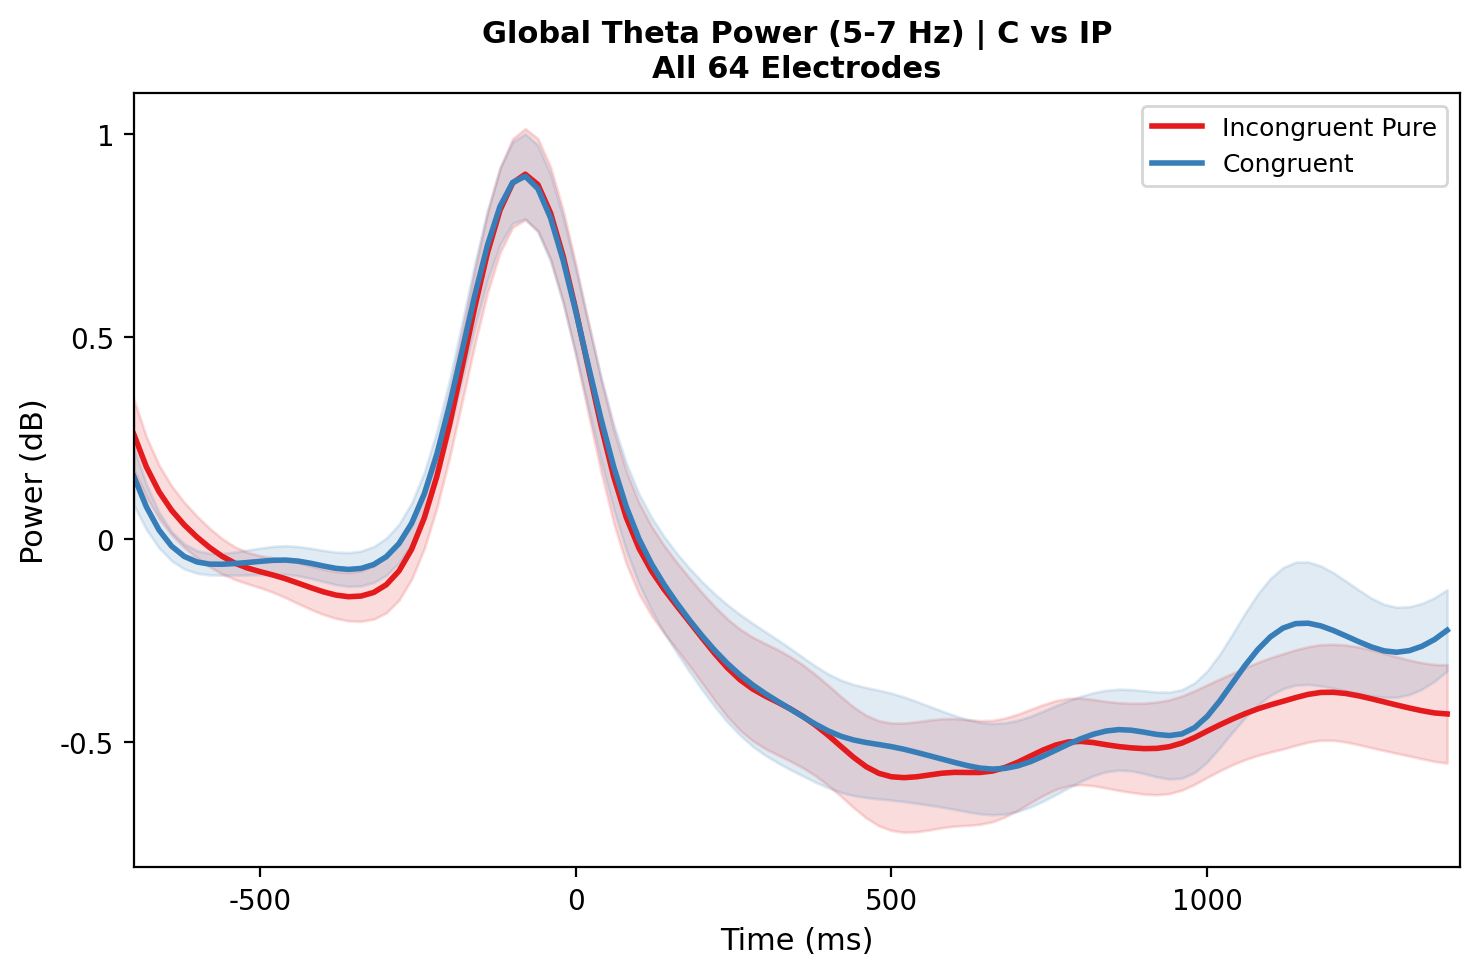 Global Theta Power (5-7 Hz) | C vs IP
All 64 Electrodes
Incongruent Pure
Congruent
1
0.5
0
-0.5
Power (dB)
-500
0
500
1000
Time (ms)